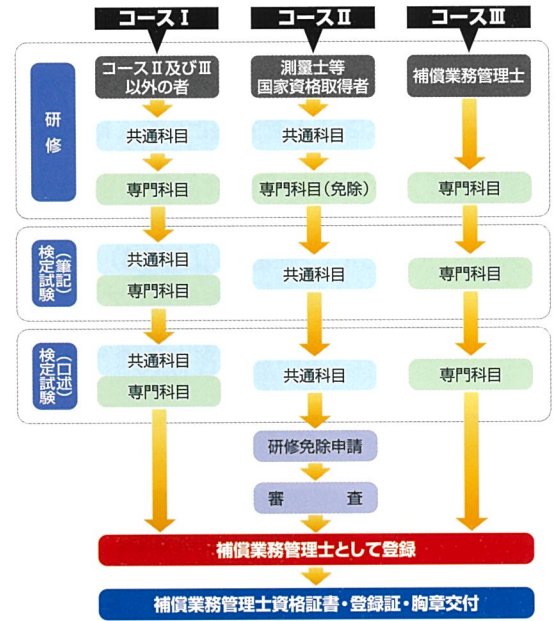 コースⅠ
コースⅡ
コースⅢ
コースⅡ及びⅢ
以外の者
測量士等
国家資格取得者
補償業務管理士
研修
共通科目
共通科目
専門科目
専門科目(免除)
専門科目
検定試験
(筆記)
共通科目
専門科目
共通科目
専門科目
検定試験
(口述)
共通科目
専門科目
共通科目
専門科目
研修免除申請
審査
補償業務管理士として登録
補償業務管理士資格証書・登録証・胸章交付